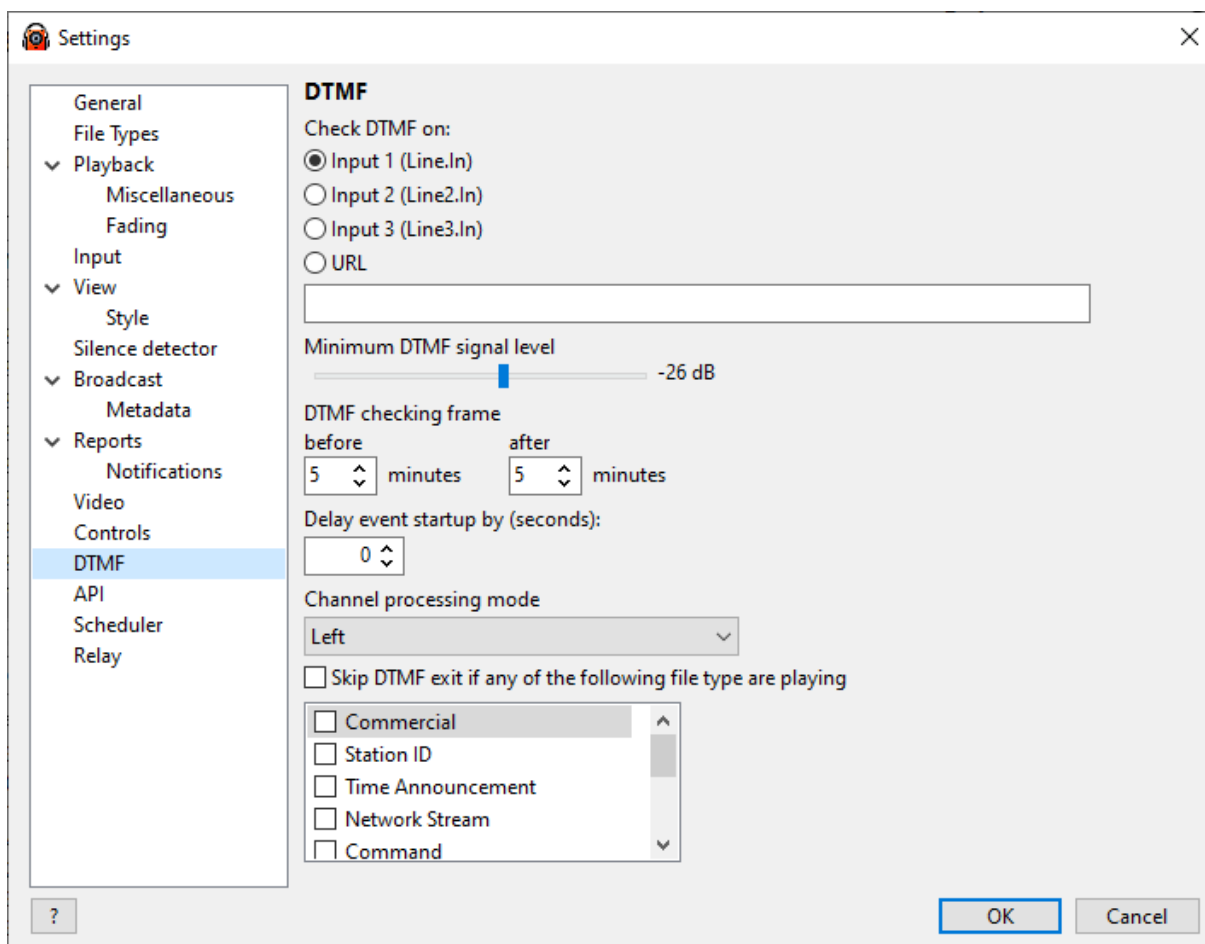 Settings
General
File Types
Playback
Miscellaneous
Fading
Input
View
Style
Silence detector
Broadcast
Metadata
Reports
Notifications
Video
Controls
DTMF
API
Scheduler
Relay
DTMF
Check DTMF on:
Input 1 (Line.In)
Input 2 (Line2.In)
Input 3 (Line3.In)
URL
Minimum DTMF signal level
-26 dB
DTMF checking frame
before after
5 minutes 5 minutes
Delay event startup by (seconds):
0
Channel processing mode
Left
Skip DTMF exit if any of the following file type are playing
Commercial
Station ID
Time Announcement
Network Stream
Command
? OK Cancel